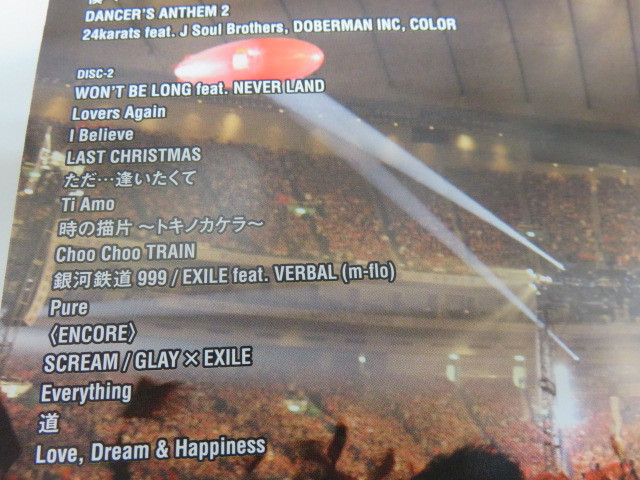 DANCER'S ANTHEM 2
24karats feat. J Soul Brothers, DOBERMAN INC, COLOR
DISC-2
WON'T BE LONG feat. NEVER LAND
Lovers Again
I Believe
LAST CHRISTMAS
ただ…逢いたくて
Ti Amo
時の描片 〜トキノカケラ〜
Choo Choo TRAIN
銀河鉄道 999 / EXILE feat. VERBAL (m-flo)
Pure
〈ENCORE〉
SCREAM / GLAY × EXILE
Everything
道
Love, Dream & Happiness